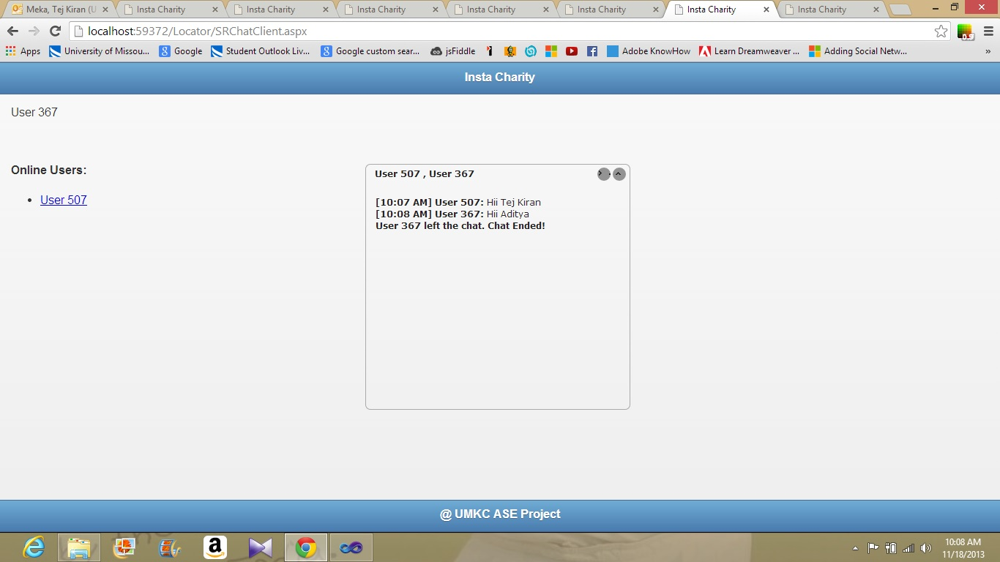 Meka, Tej Kiran (U
Insta Charity
Insta Charity
Insta Charity
Insta Charity
Insta Charity
Insta Charity
Insta Charity
localhost:59372/Locator/SRChatClient.aspx
Apps
University of Missou...
Google
Student Outlook Liv...
Google custom sear...
jsFiddle
Adobe KnowHow
Learn Dreamweaver ...
Adding Social Netw...
»
Insta Charity
User 367
Online Users:
• User 507
User 507 , User 367
[10:07 AM] User 507: Hii Tej Kiran
[10:08 AM] User 367: Hii Aditya
User 367 left the chat. Chat Ended!
@ UMKC ASE Project
10:08 AM
11/18/2013